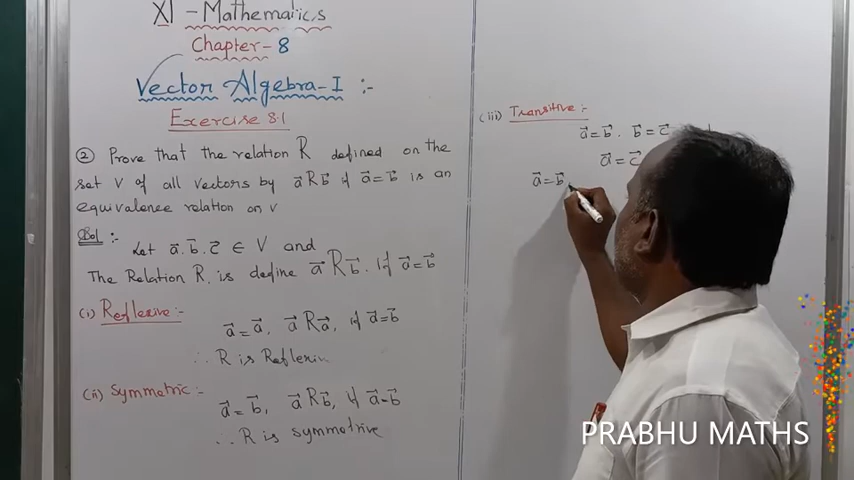 XI - Mathematics
Chapter - 8
Vector Algebra - I :-
Exercise 8.1
② Prove that the relation R defined on the
set V of all vectors by a⃗ R b⃗ if a⃗ = b⃗ is an
equivalence relation on V
Sol :-
Let a⃗, b⃗, c⃗ ∈ V and
The Relation R is define a⃗ R b⃗. if a⃗ = b⃗
(i) Reflexive :-
a⃗ = a⃗, a⃗ R a⃗, if a⃗ = b⃗
∴ R is Reflexiv
(ii) Symmetric :-
a⃗ = b⃗, a⃗ R b⃗, if a⃗ = b⃗
∴ R is symmetrive
(iii) Transitive :-
a⃗ = b⃗. b⃗ = c⃗
a⃗ = c⃗
a⃗ = b⃗
PRABHU MATHS